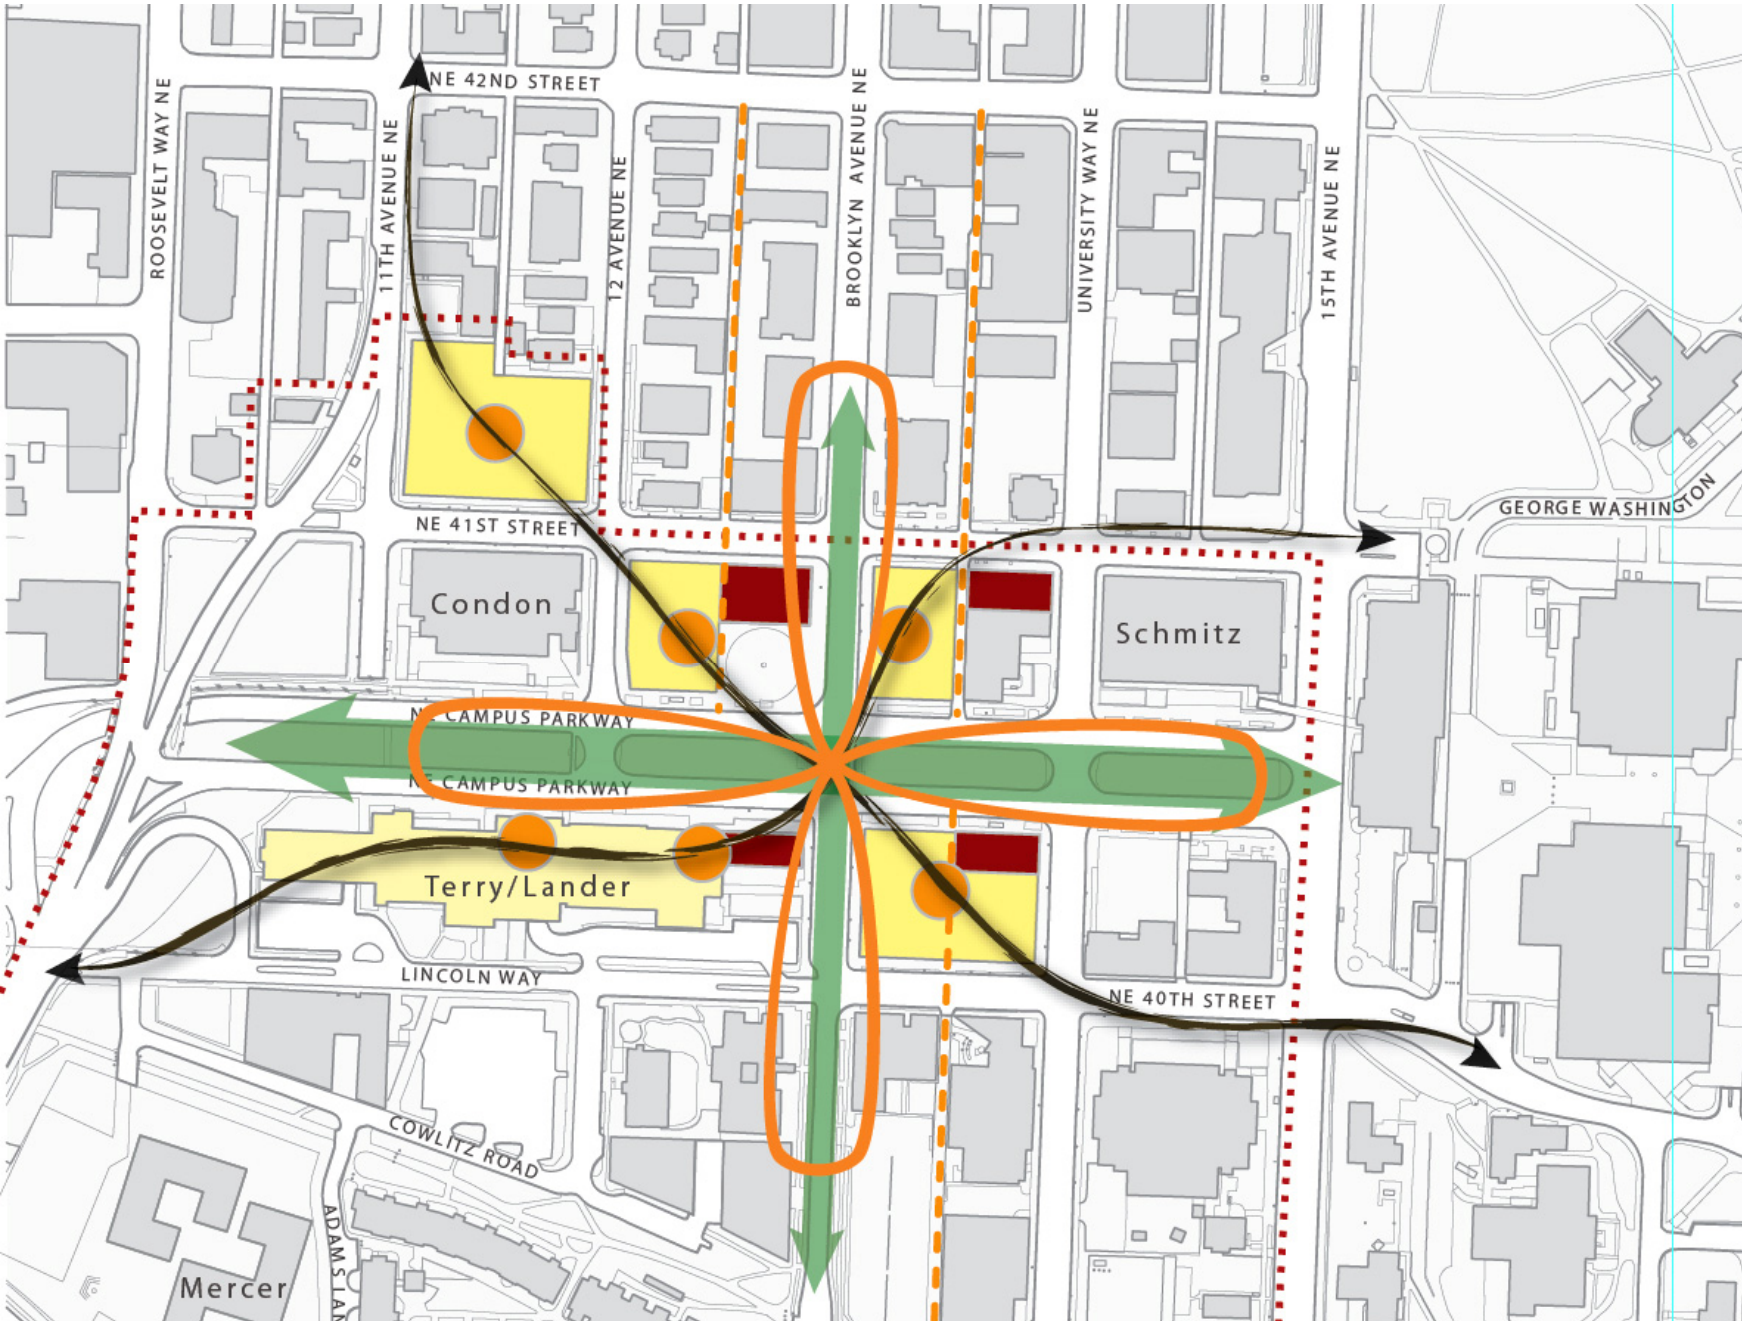 NE 42ND STREET
ROOSEVELT WAY NE
11TH AVENUE NE
12 AVENUE NE
BROOKLYN AVENUE NE
UNIVERSITY WAY NE
15TH AVENUE NE
GEORGE WASHINGTON
NE 41ST STREET
Condon
Schmitz
NE CAMPUS PARKWAY
NE CAMPUS PARKWAY
Terry/Lander
LINCOLN WAY
NE 40TH STREET
COWLITZ ROAD
ADAMS LAN
Mercer